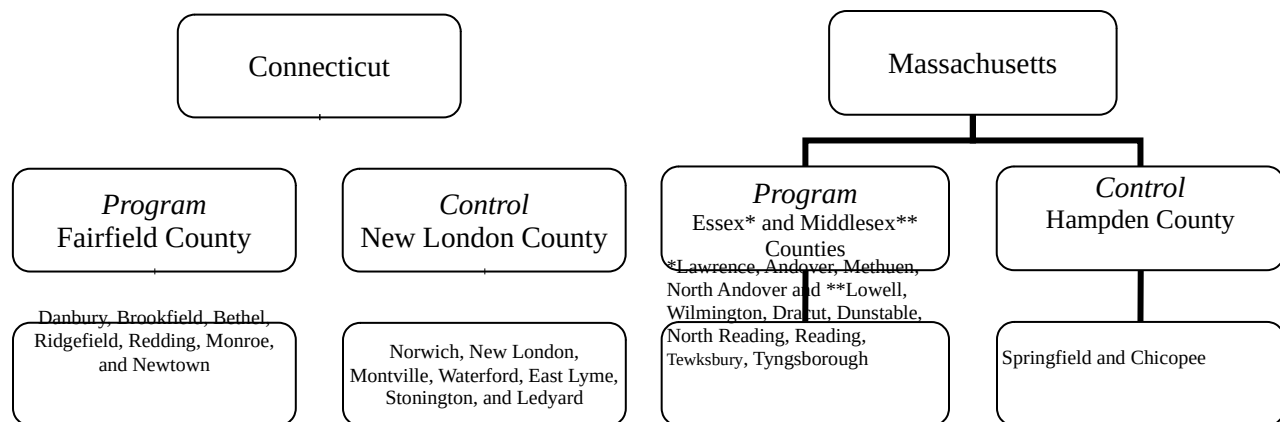 Connecticut
Massachusetts
Program
Fairfield County
Control
New London County
Program
Essex* and Middlesex**
Counties
Control
Hampden County
Danbury, Brookfield, Bethel,
Ridgefield, Redding, Monroe,
and Newtown
Norwich, New London,
Montville, Waterford, East Lyme,
Stonington, and Ledyard
*Lawrence, Andover, Methuen,
North Andover and **Lowell,
Wilmington, Dracut, Dunstable,
North Reading, Reading,
Tewksbury, Tyngsborough
Springfield and Chicopee